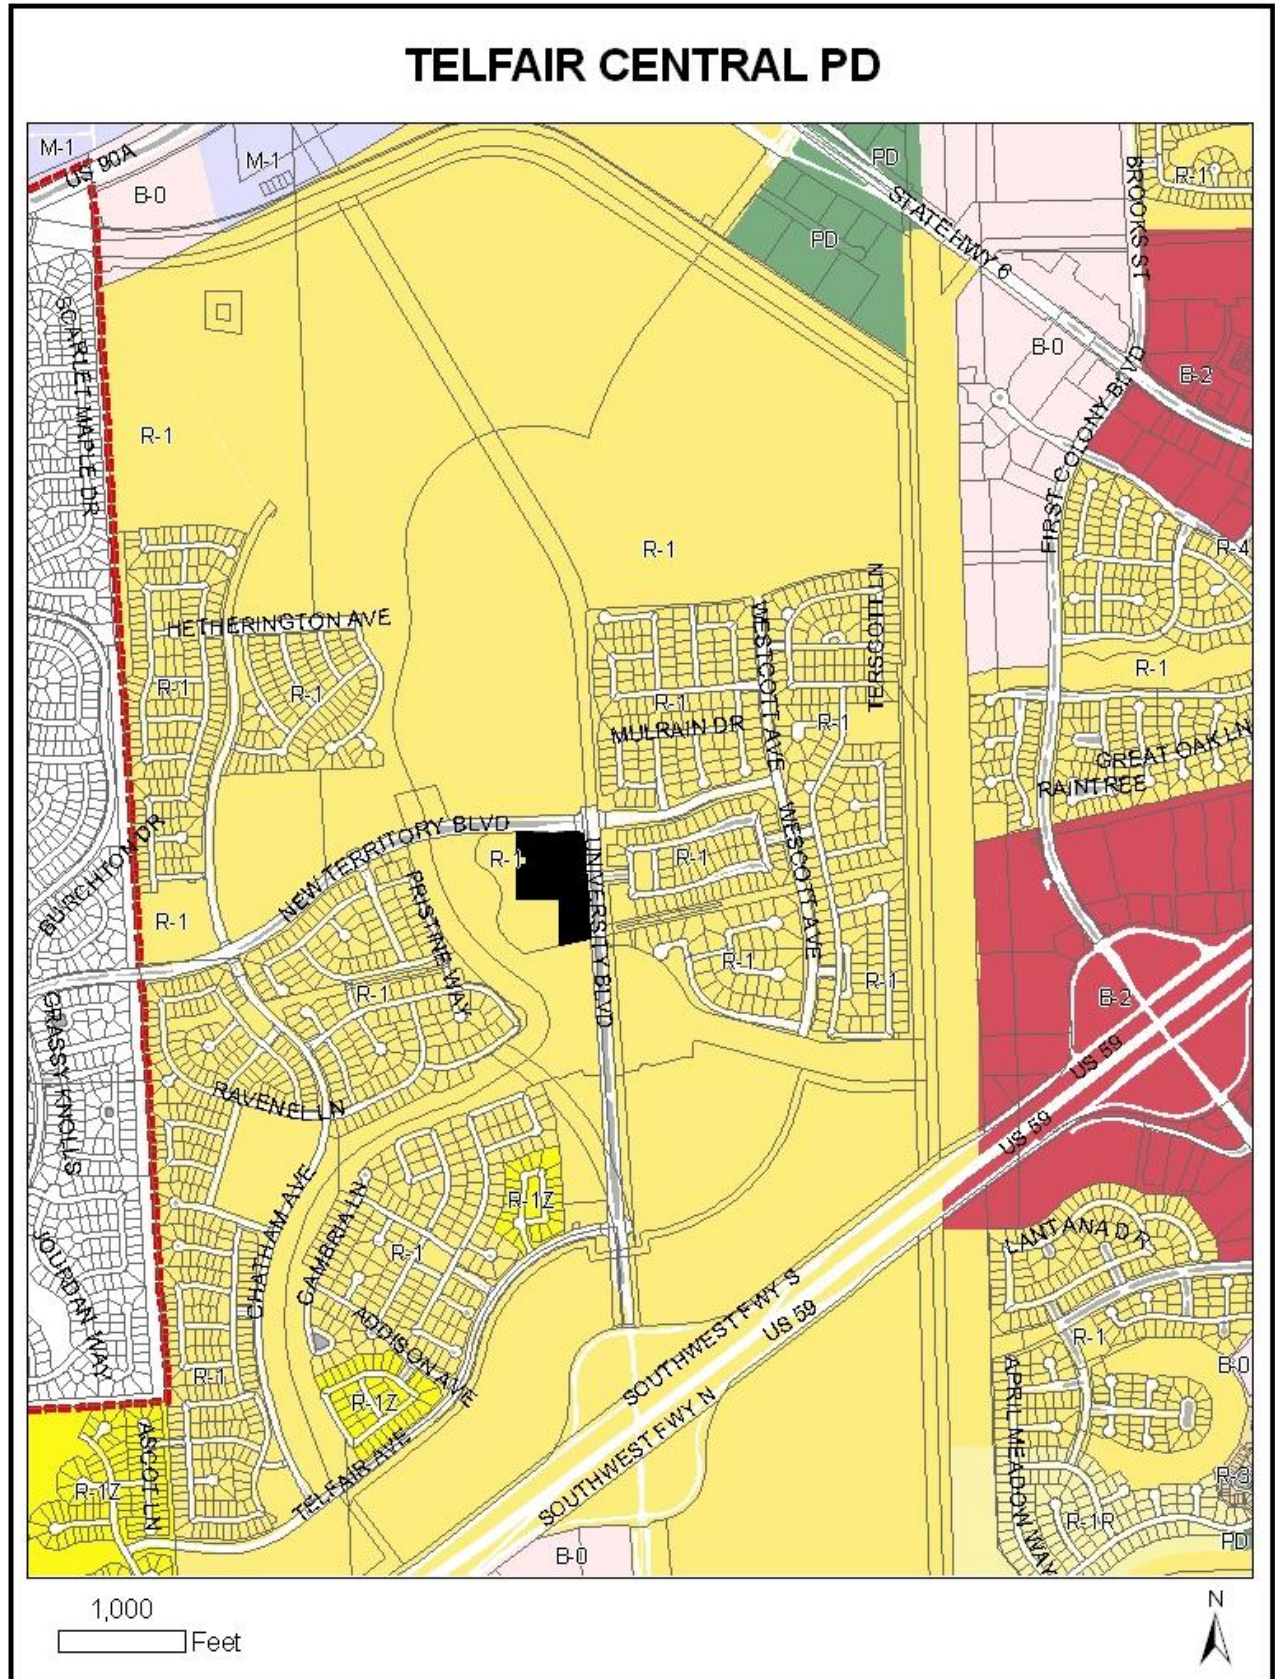 TELFAIR CENTRAL PD
M-1
US 90A
M-1
B-0
PD
PD
STATE HWY 6
BROOKS ST
R-1
SCARLET MAPLE DR
B-0
B-2
FIRST COLONY BLVD
R-1
R-1
R-4
HETHERINGTON AVE
WESTCOTT AVE
TERSCOTT LN
R-1
R-1
R-1
R-1
MULRAIN DR
R-1
GREAT OAK LN
RAINTREE
BURCHTON DR
NEW TERRITORY BLVD
R-1
UNIVERSITY BLVD
R-1
WESCOTT AVE
PRISTINE WAY
R-1
R-1
R-1
R-1
B-2
GRASSY KNOLLS
RAVENEL LN
US 59
US 59
CHATHAM AVE
CAMBRIA LN
R-1Z
R-1
LANTANA DR
JOURDAN WAY
ADDISON AVE
SOUTHWEST FWY S
US 59
R-1
R-1
B-0
R-1Z
APRIL MEADOW WAY
SOUTHWEST FWY N
ASCOT LN
TELFAIR AVE
R-1Z
R-3
R-1R
B-0
PD
1,000
Feet
N